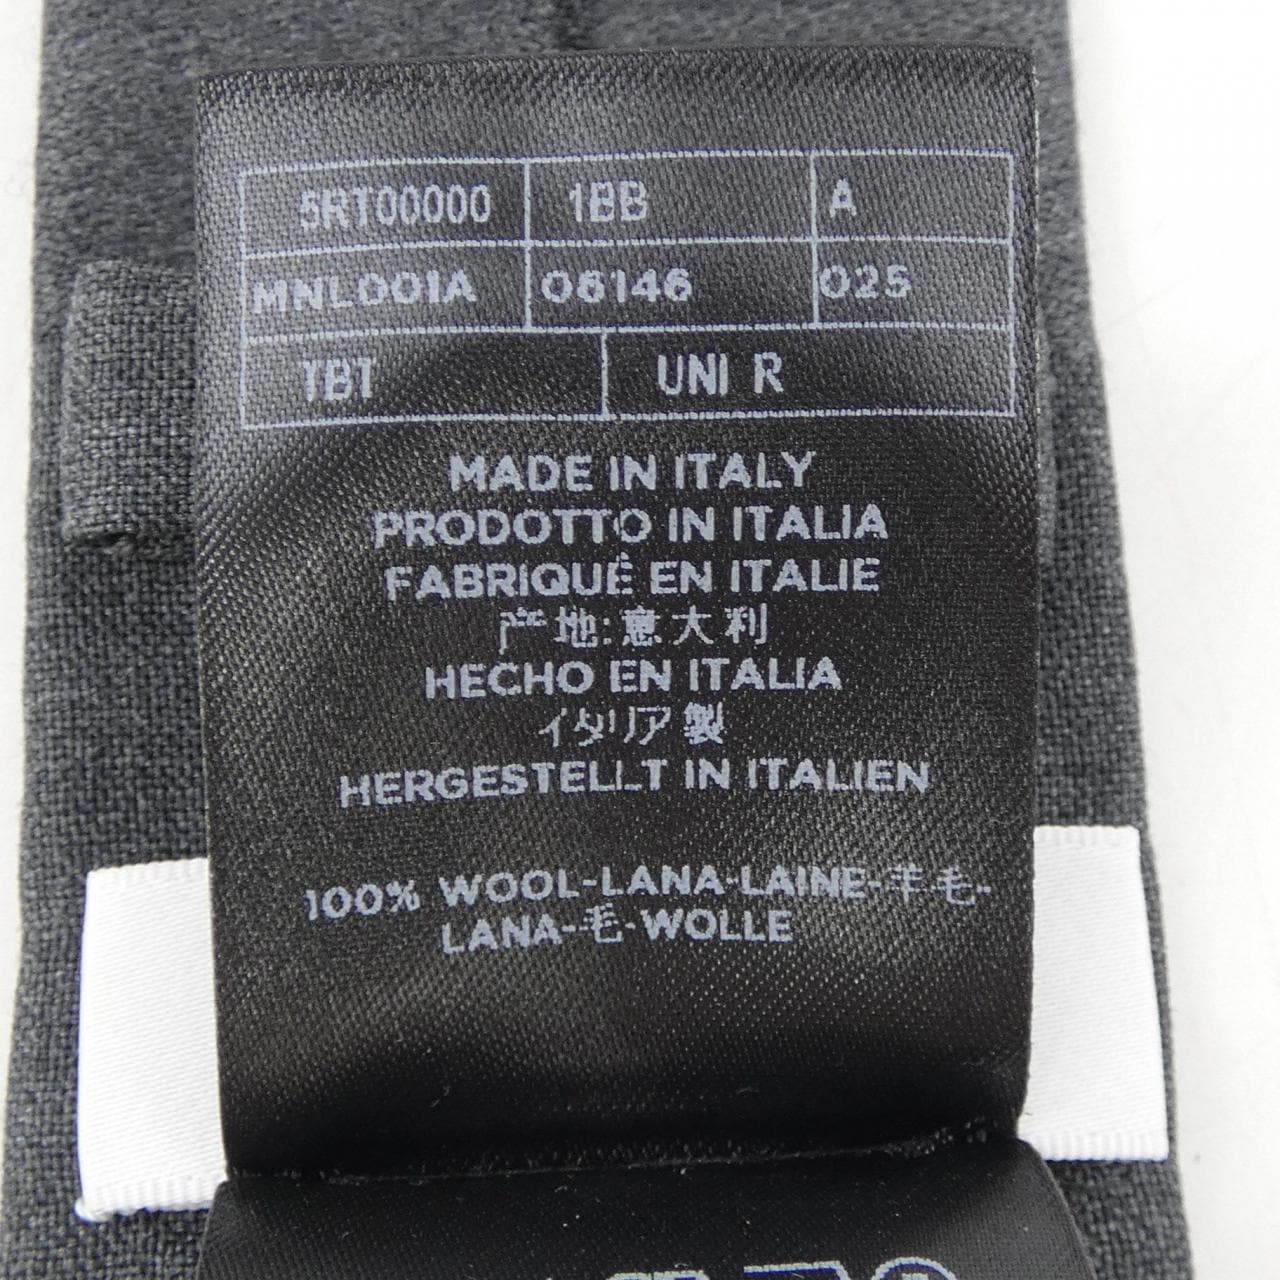 5RT00000 1BB A
MNL001A 06146 025
TBT UNI R
MADE IN ITALY
PRODOTTO IN ITALIA
FABRIQUÉ EN ITALIE
产地:意大利
HECHO EN ITALIA
イタリア製
HERGESTELLT IN ITALIEN
100% WOOL-LANA-LAINE-羊毛-
LANA-毛-WOLLE